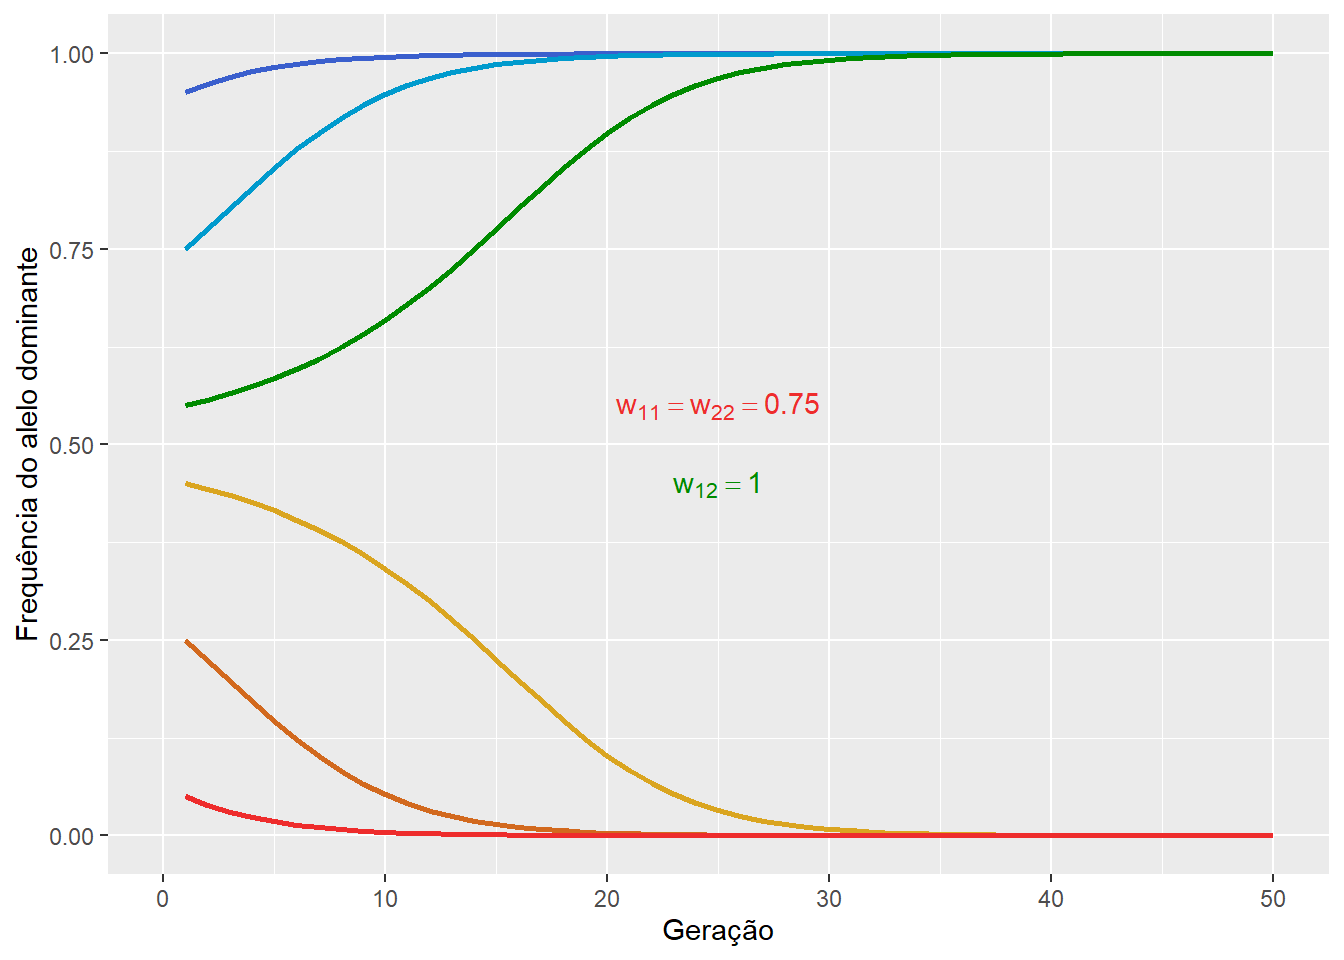 Frequência do alelo dominante
1.00
0.75
0.50
0.25
0.00
w₁₁ = w₂₂ = 0.75
w₁₂ = 1
0 10 20 30 40 50
Geração